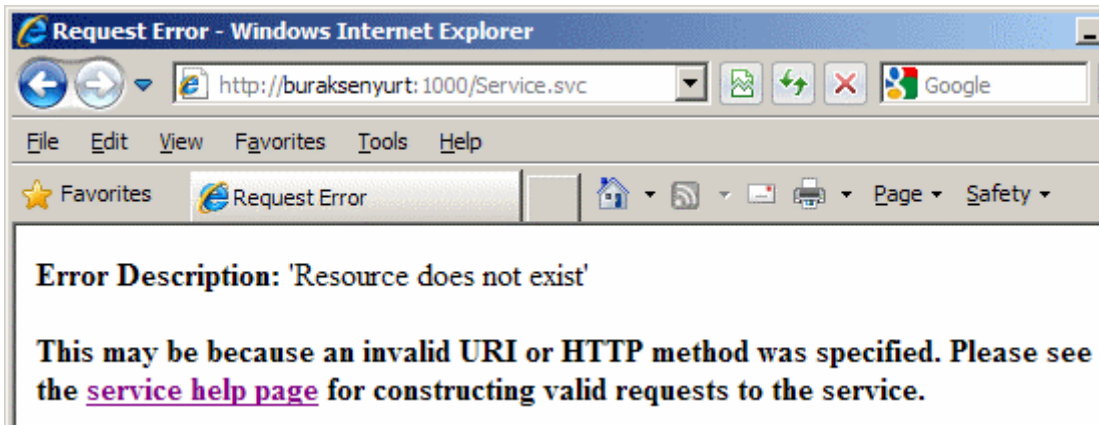 Request Error - Windows Internet Explorer
http://buraksenyurt:1000/Service.svc
Google
File Edit View Favorites Tools Help
Favorites Request Error Page Safety
Error Description: 'Resource does not exist'
This may be because an invalid URI or HTTP method was specified. Please see
the service help page for constructing valid requests to the service.